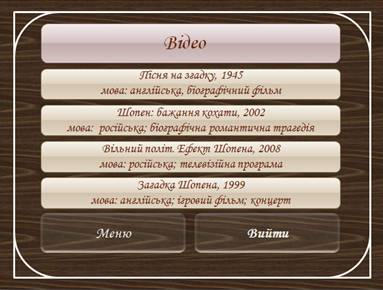 Відео
Пісня на згадку, 1945
мова: англійська, біографічний фільм
Шопен: бажання кохати, 2002
мова: російська; біографічна романтична трагедія
Вільний політ. Ефект Шопена, 2008
мова: російська; телевізійна програма
Загадка Шопена, 1999
мова: англійська; ігровий фільм; концерт
Меню
Вийти